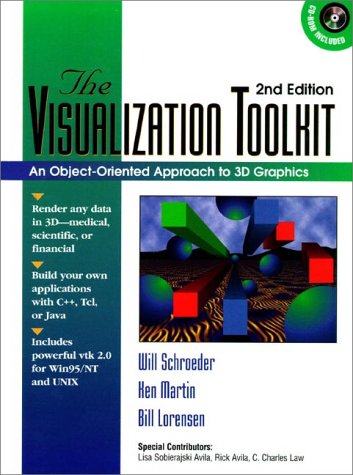 CD-ROM INCLUDED
The
2nd Edition
VISUALIZATION TOOLKIT
An Object-Oriented Approach to 3D Graphics
Render any data
in 3D—medical,
scientific, or
financial
Build your own
applications
with C++, Tcl,
or Java
Includes
powerful vtk 2.0
for Win95/NT
and UNIX
Will Schroeder
Ken Martin
Bill Lorensen
Special Contributors:
Lisa Sobierajski Avila, Rick Avila, C. Charles Law